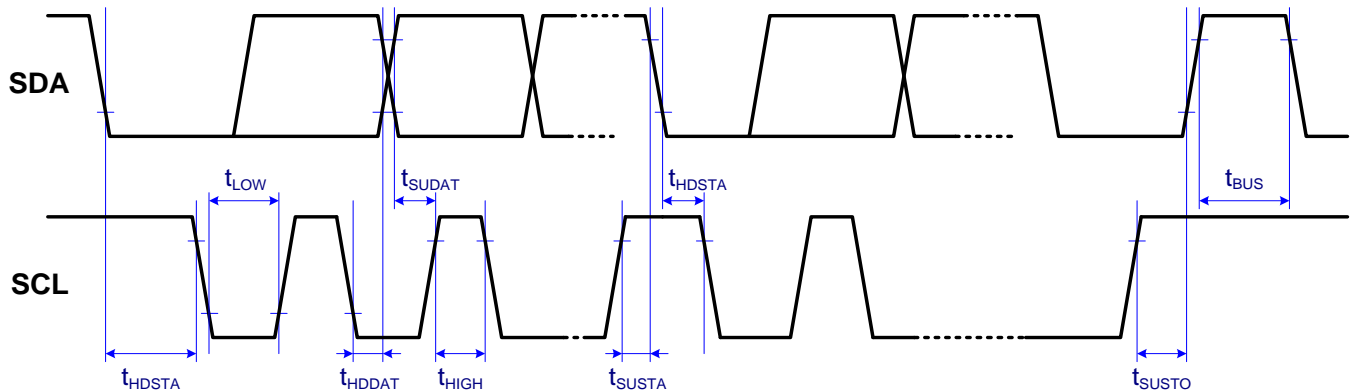 SDA
tLOW
tSUDAT
tHDSTA
tBUS
SCL
tHDSTA
tHDDAT
tHIGH
tSUSTA
tSUSTO